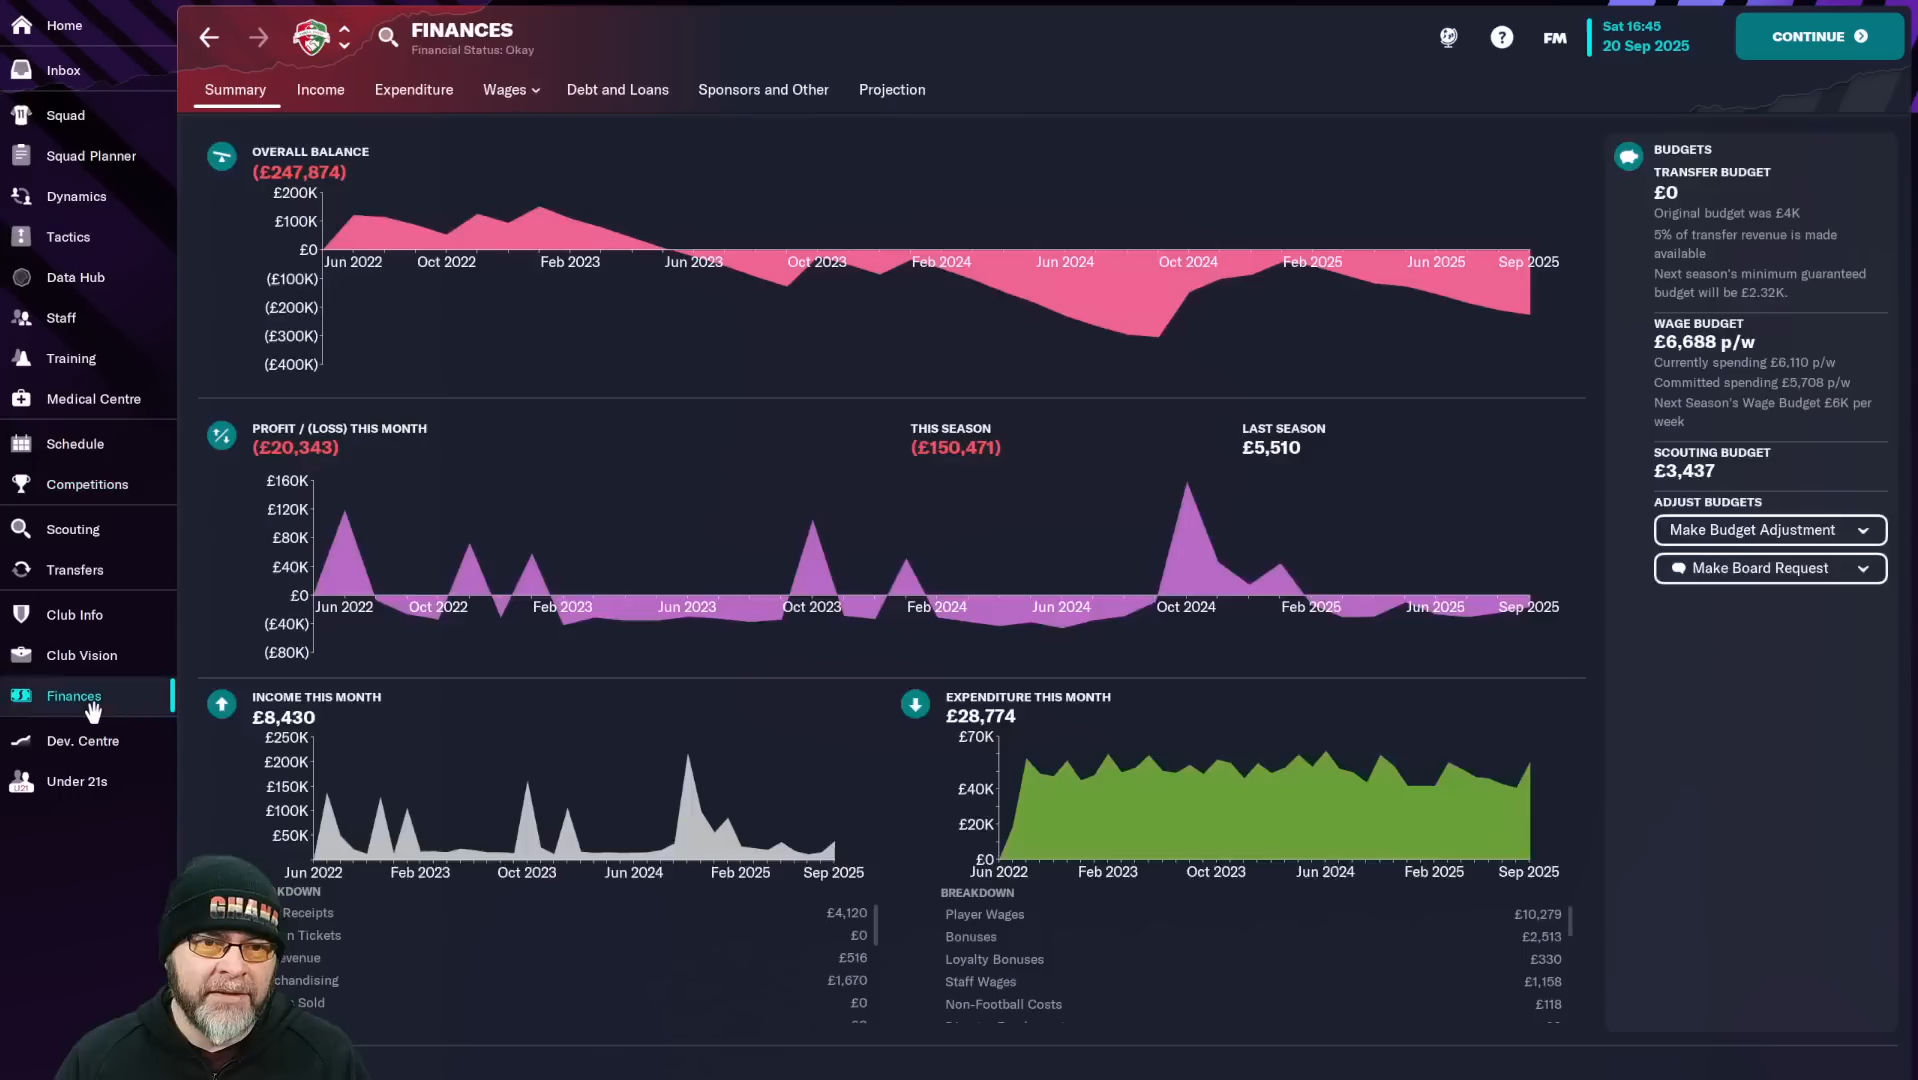 Home
Inbox
Squad
Squad Planner
Dynamics
Tactics
Data Hub
Staff
Training
Medical Centre
Schedule
Competitions
Scouting
Transfers
Club Info
Club Vision
Finances
Dev. Centre
Under 21s
FINANCES
Financial Status: Okay
FM
Sat 16:45
20 Sep 2025
CONTINUE
Summary Income Expenditure Wages Debt and Loans Sponsors and Other Projection
OVERALL BALANCE
(£247,874)
£200K
£100K
£0
(£100K)
(£200K)
(£300K)
(£400K)
Jun 2022 Oct 2022 Feb 2023 Jun 2023 Oct 2023 Feb 2024 Jun 2024 Oct 2024 Feb 2025 Jun 2025 Sep 2025
PROFIT / (LOSS) THIS MONTH
(£20,343)
THIS SEASON
(£150,471)
LAST SEASON
£5,510
£160K
£120K
£80K
£40K
£0
(£40K)
(£80K)
Jun 2022 Oct 2022 Feb 2023 Jun 2023 Oct 2023 Feb 2024 Jun 2024 Oct 2024 Feb 2025 Jun 2025 Sep 2025
INCOME THIS MONTH
£8,430
£250K
£200K
£150K
£100K
£50K
Jun 2022 Feb 2023 Oct 2023 Jun 2024 Feb 2025 Sep 2025
KDOWN
Receipts £4,120
n Tickets £0
evenue £516
chandising £1,670
Sold £0
EXPENDITURE THIS MONTH
£28,774
£70K
£40K
£20K
£0
Jun 2022 Feb 2023 Oct 2023 Jun 2024 Feb 2025 Sep 2025
BREAKDOWN
Player Wages £10,279
Bonuses £2,513
Loyalty Bonuses £330
Staff Wages £1,158
Non-Football Costs £118
BUDGETS
TRANSFER BUDGET
£0
Original budget was £4K
5% of transfer revenue is made
available
Next season's minimum guaranteed
budget will be £2.32K.
WAGE BUDGET
£6,688 p/w
Currently spending £6,110 p/w
Committed spending £5,708 p/w
Next Season's Wage Budget £6K per
week
SCOUTING BUDGET
£3,437
ADJUST BUDGETS
Make Budget Adjustment
Make Board Request
GHANA